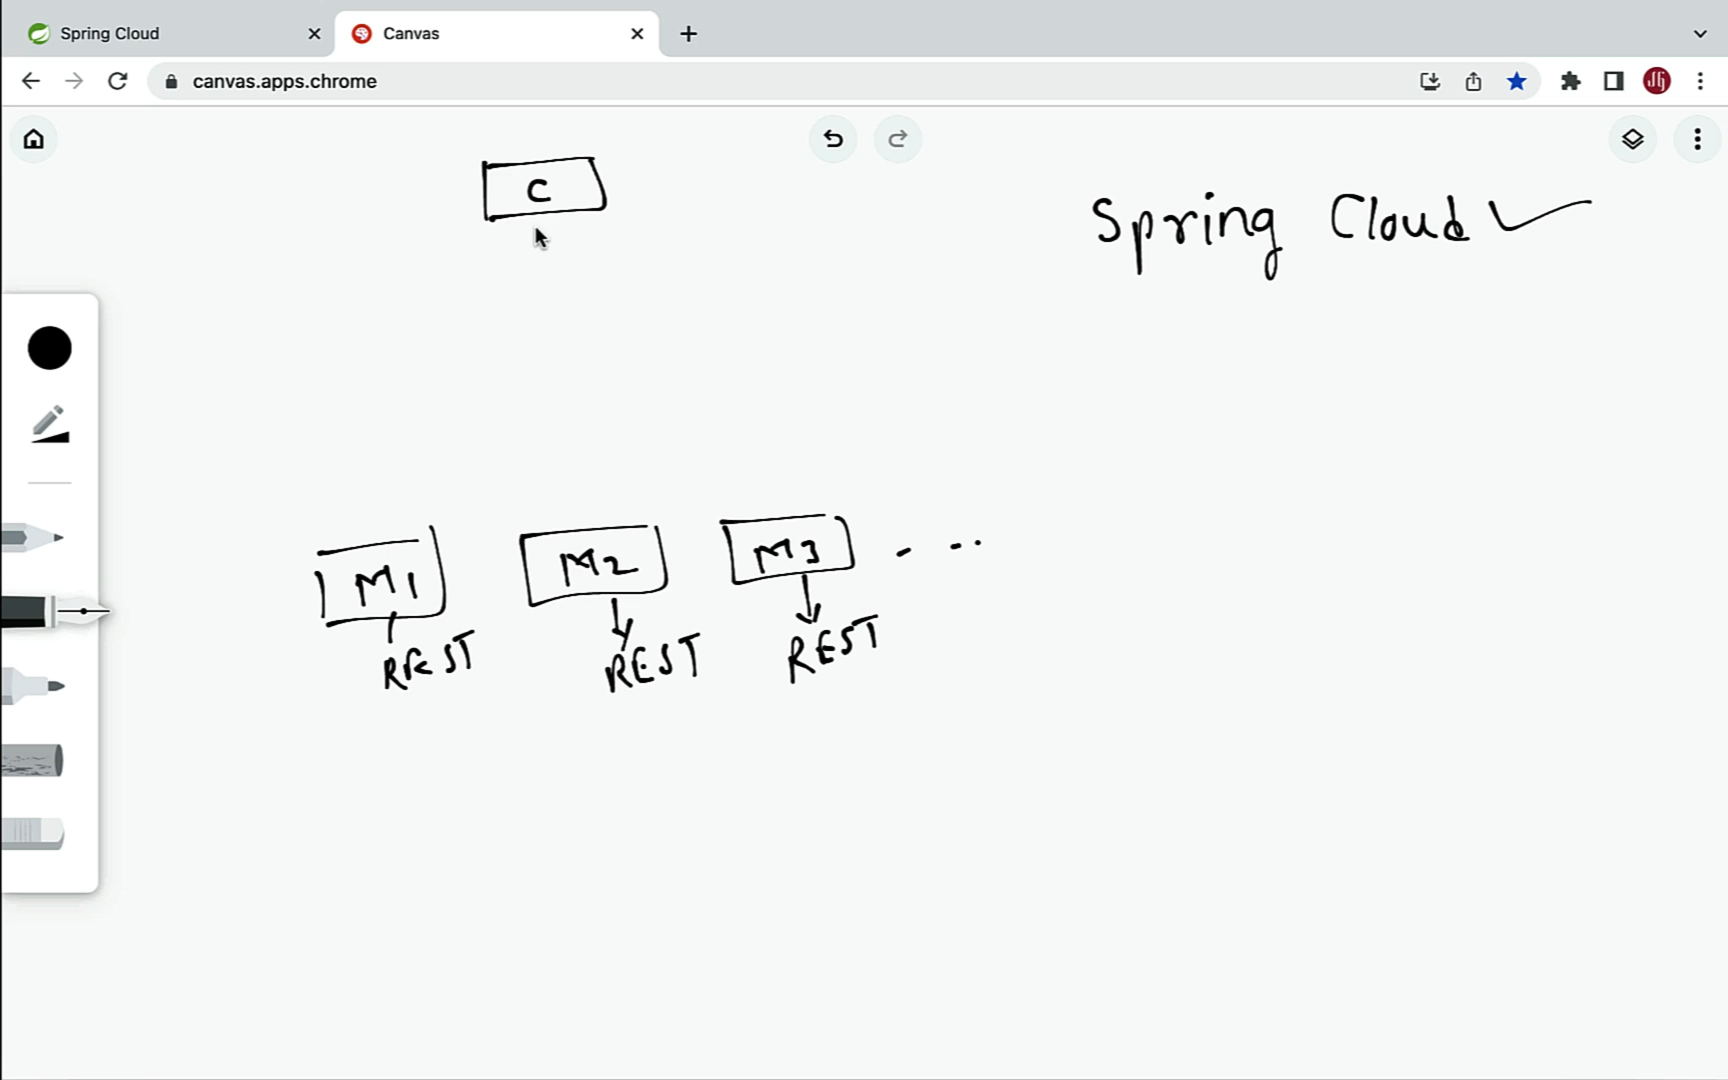 Spring Cloud
Canvas
canvas.apps.chrome
C
Spring Cloud
M1 M2 M3
REST REST REST